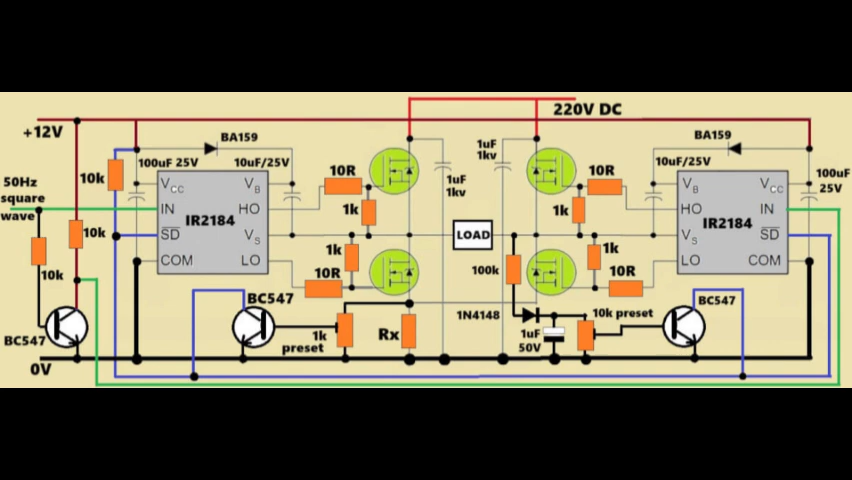 220V DC
+12V
BA159
100uF 25V
10uF/25V
1uF
1kv
10R
1k
10k
50Hz
square
wave
VCC
IN
SD
COM
IR2184
VB
HO
VS
LO
1uF
1kv
10R
1k
LOAD
BA159
10uF/25V
100uF
25V
VB
HO
VS
LO
IR2184
VCC
IN
SD
COM
10k
10k
1k
10R
100k
1k
10R
BC547
BC547
1k
preset
Rx
1N4148
1uF
50V
10k preset
BC547
0V